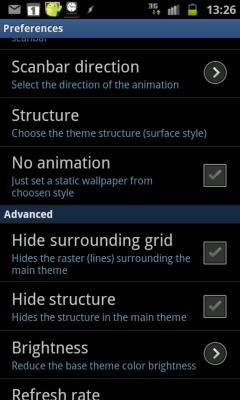 3G
13:26
1
Preferences
scanbar
Scanbar direction
Select the direction of the animation
Structure
Choose the theme structure (surface style)
No animation
Just set a static wallpaper from
choosen style
Advanced
Hide surrounding grid
Hides the raster (lines) surrounding the
main theme
Hide structure
Hides the structure in the main theme
Brightness
Reduce the base theme color brightness
Refresh rate